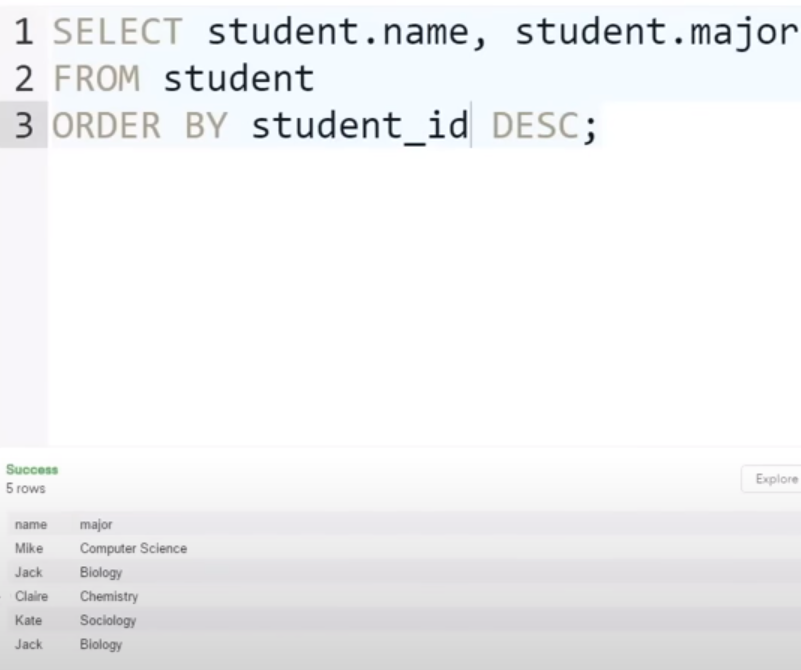 1 SELECT student.name, student.major
2 FROM student
3 ORDER BY student_id DESC;
Success
5 rows
Explore
name major
Mike Computer Science
Jack Biology
Claire Chemistry
Kate Sociology
Jack Biology